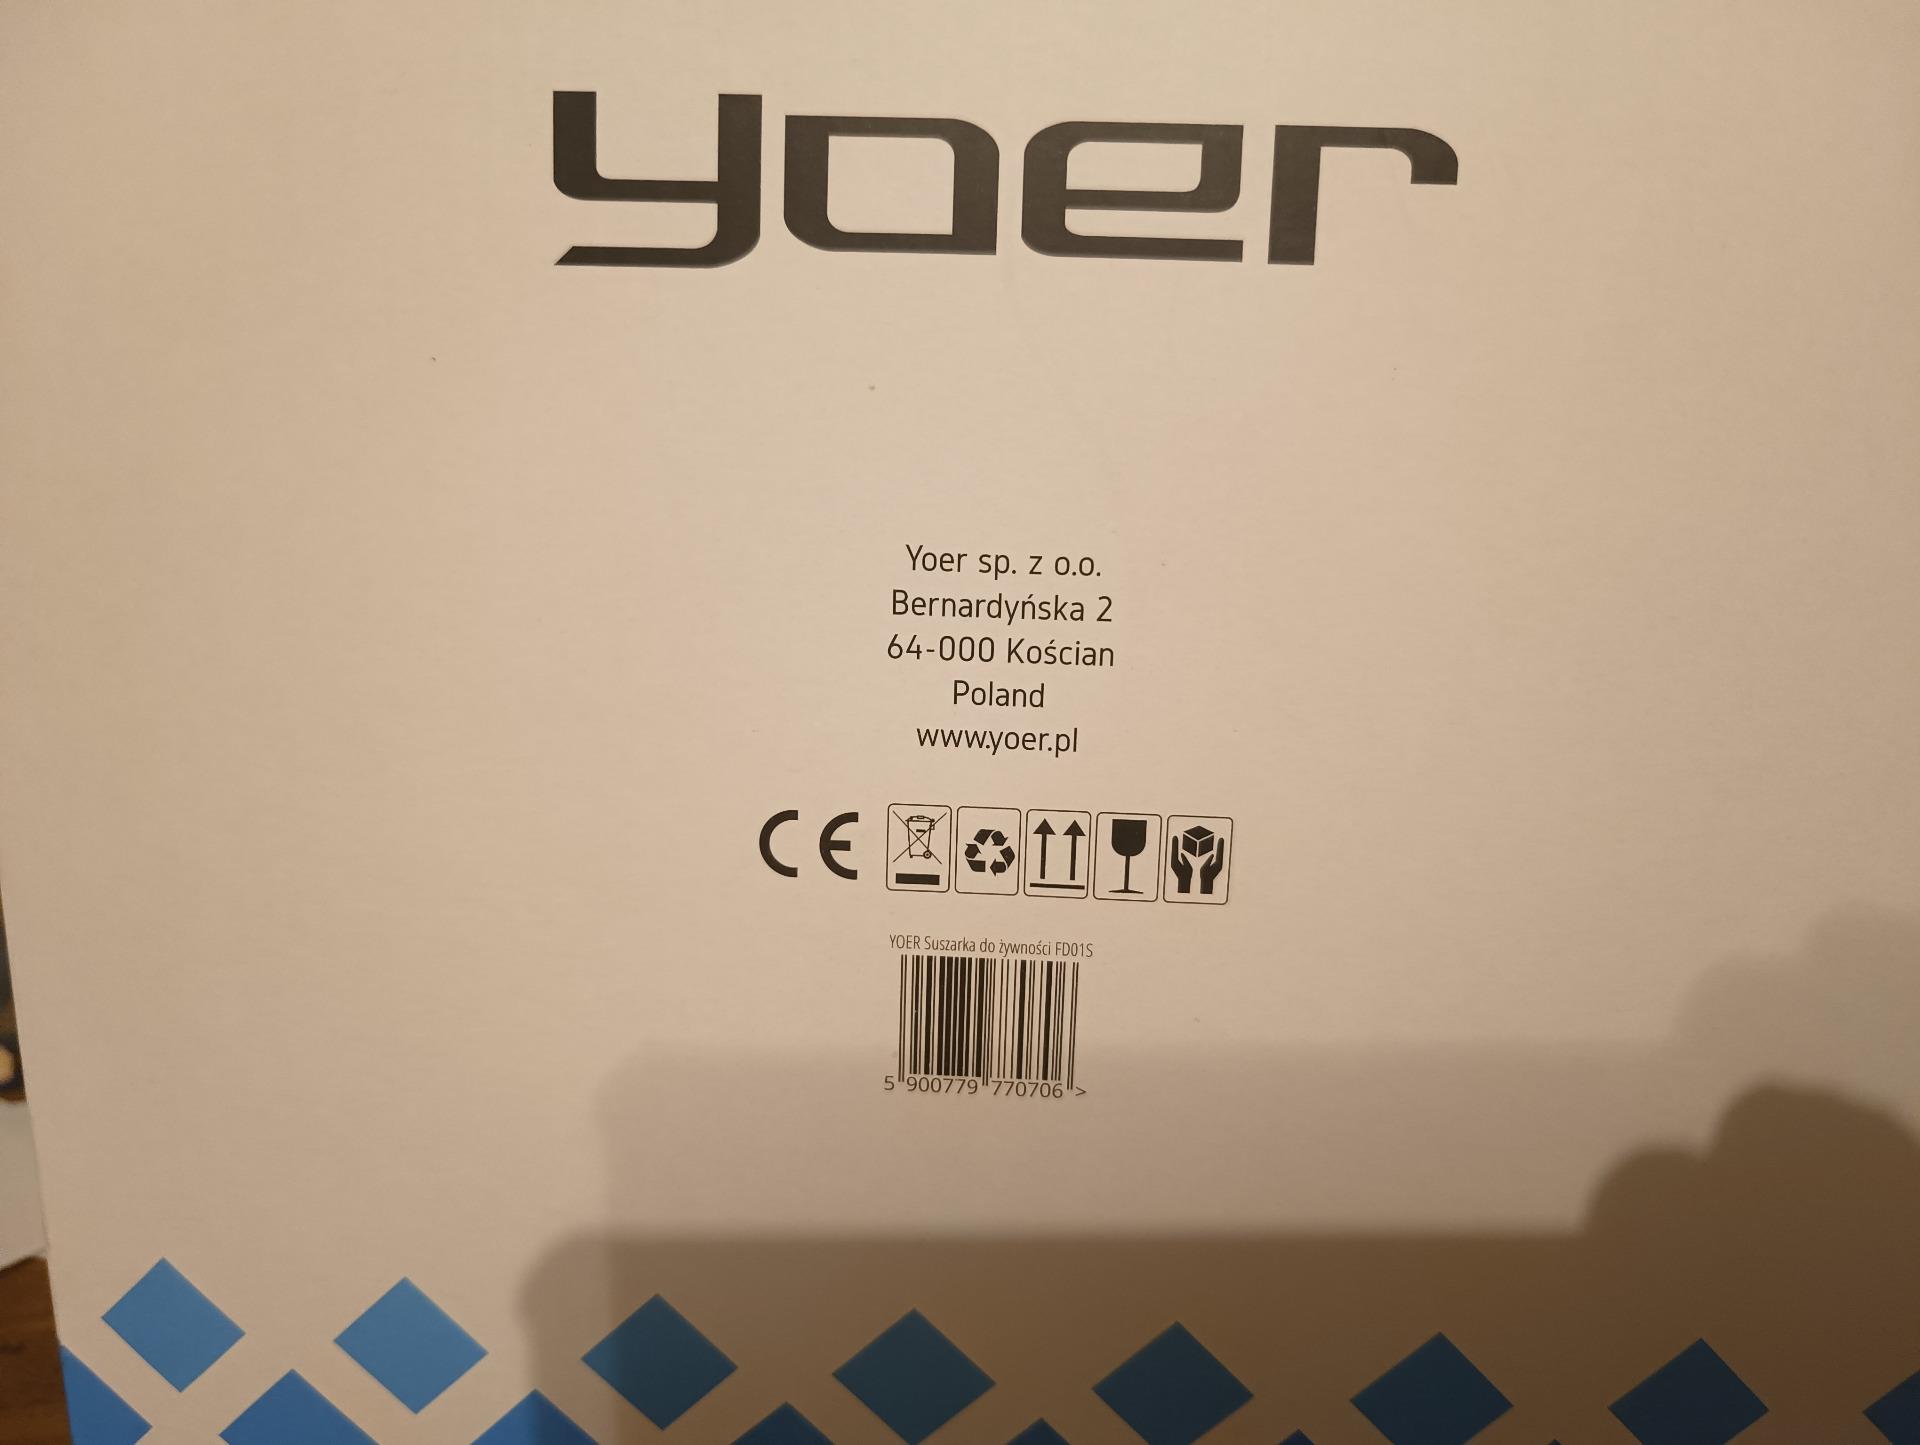 yoer
Yoer sp. z o.o.
Bernardyńska 2
64-000 Kościan
Poland
www.yoer.pl
CE
YOER Suszarka do żywności FD01S
5 900779 770706 >